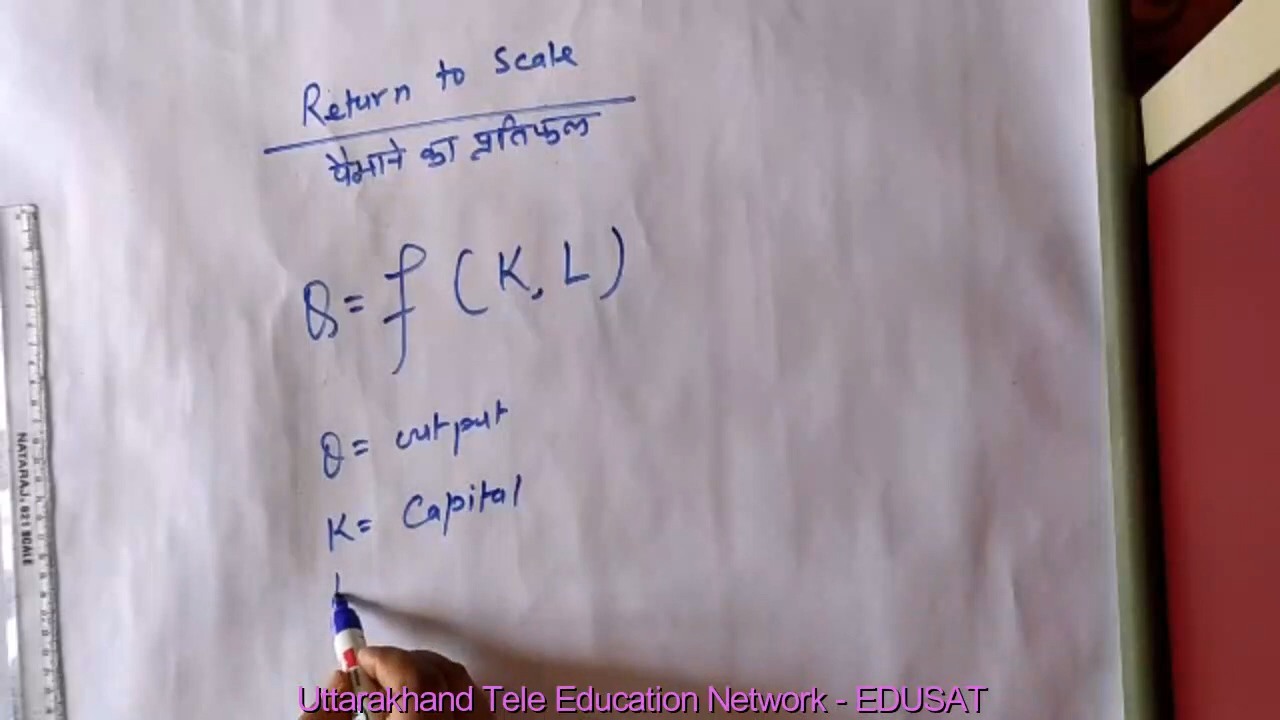 Return to Scale
पैमाने का प्रतिफल
Q = f (K, L)
Q = output
K = Capital
NATARAJ. 621 SCALE
Uttarakhand Tele Education Network - EDUSAT